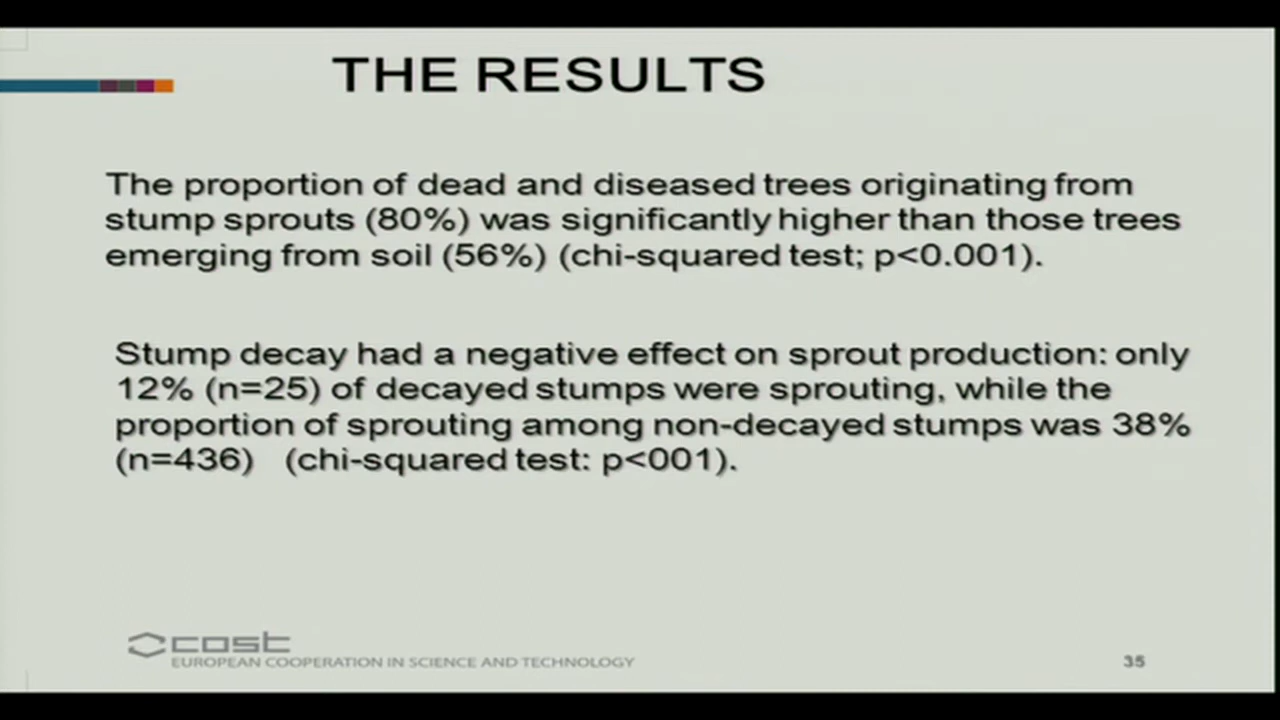 THE RESULTS
The proportion of dead and diseased trees originating from
stump sprouts (80%) was significantly higher than those trees
emerging from soil (56%) (chi-squared test; p<0.001).
Stump decay had a negative effect on sprout production: only
12% (n=25) of decayed stumps were sprouting, while the
proportion of sprouting among non-decayed stumps was 38%
(n=436) (chi-squared test: p<001).
cost
EUROPEAN COOPERATION IN SCIENCE AND TECHNOLOGY
35